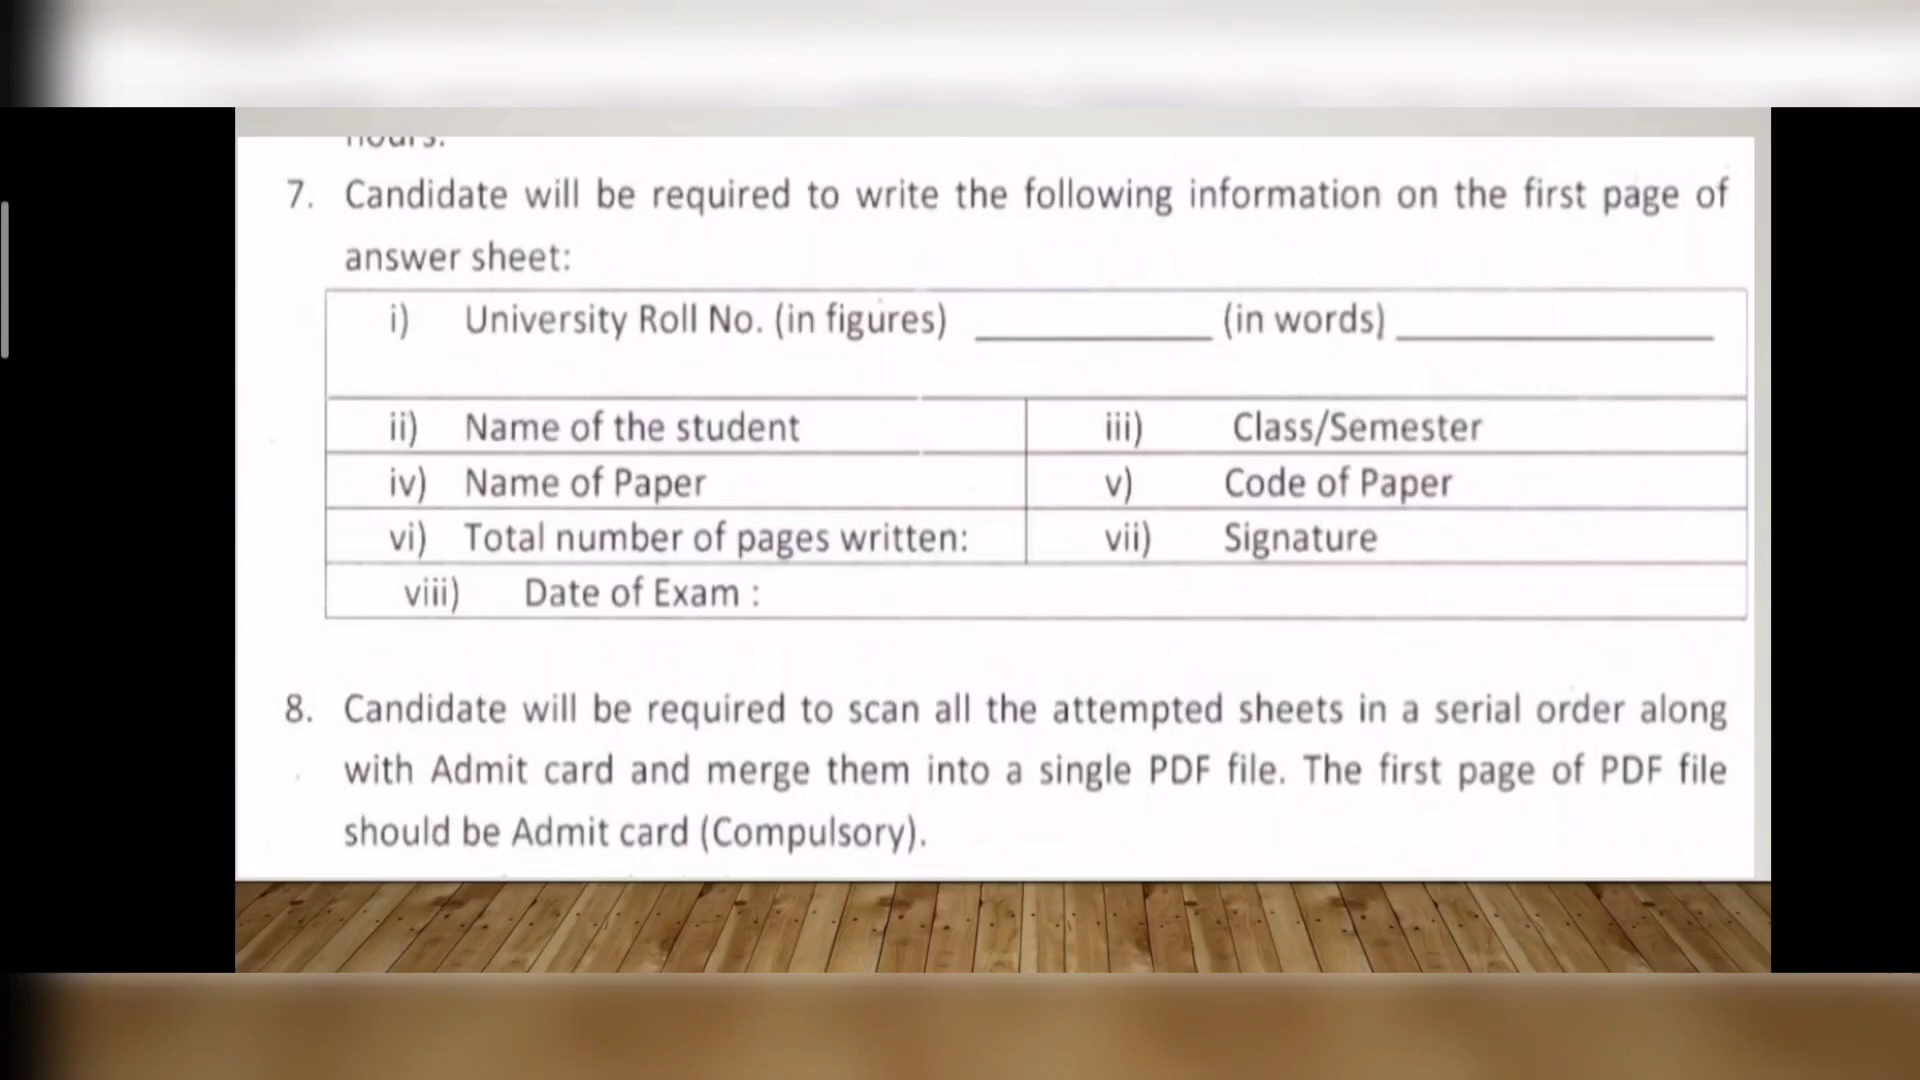 hours.
7. Candidate will be required to write the following information on the first page of
answer sheet:
i) University Roll No. (in figures) ____________ (in words) ________________
ii) Name of the student iii) Class/Semester
iv) Name of Paper v) Code of Paper
vi) Total number of pages written: vii) Signature
viii) Date of Exam :
8. Candidate will be required to scan all the attempted sheets in a serial order along
with Admit card and merge them into a single PDF file. The first page of PDF file
should be Admit card (Compulsory).